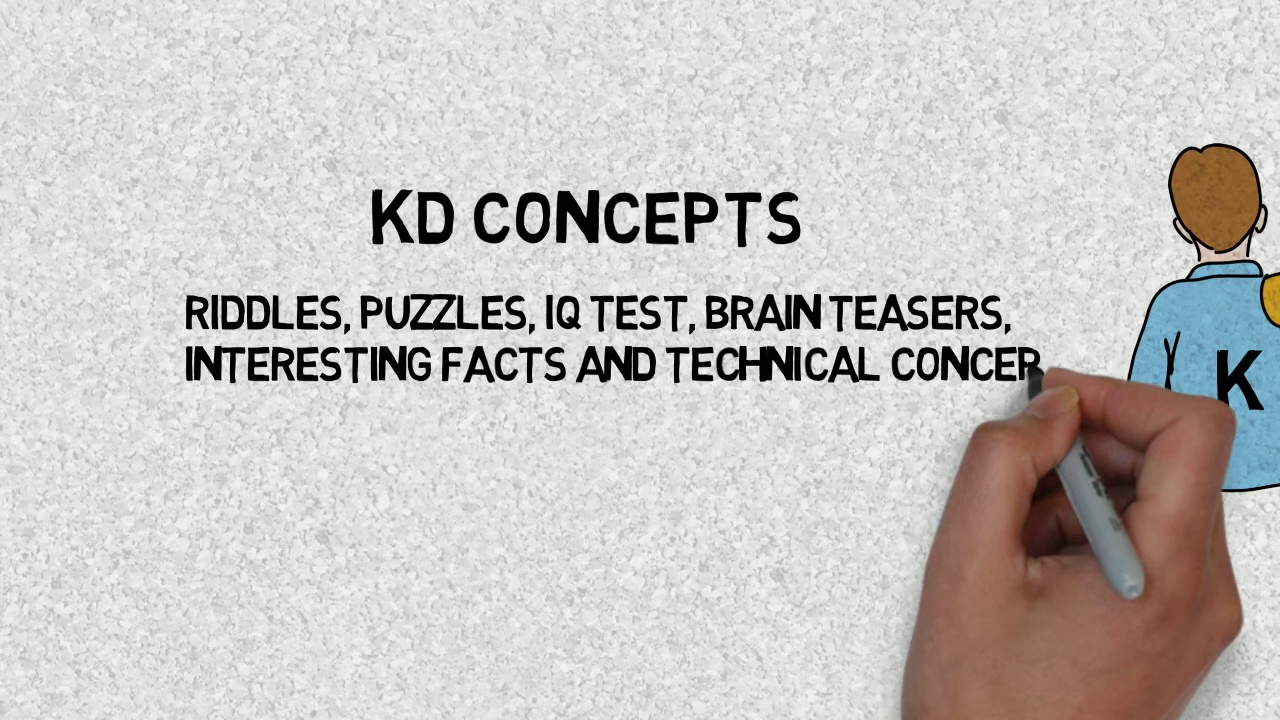 KD CONCEPTS
RIDDLES, PUZZLES, IQ TEST, BRAIN TEASERS,
INTERESTING FACTS AND TECHNICAL
K